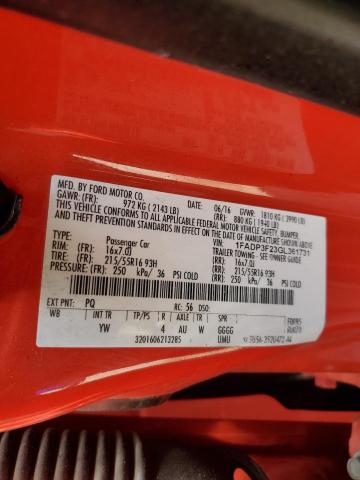 MFD. BY FORD MOTOR CO.
GAWR: (FR): 972 KG ( 2143 LB) 06/16 GVWR: 1810 KG ( 3990 LB)
(RR): 880 KG ( 1940 LB)
THIS VEHICLE CONFORMS TO ALL APPLICABLE FEDERAL MOTOR VEHICLE SAFETY, BUMPER
AND THEFT PREVENTION STANDARDS IN EFFECT ON THE DATE OF MANUFACTURE SHOWN ABOVE
VIN: 1FADP3F23GL361731
TYPE: Passenger Car TRAILER TOWING - SEE OWNER GUIDE
RIM: (FR): 16x7.0J (RR): 16x7.0J
TIRE: (FR): 215/55R16 93H (RR): 215/55R16 93H
PRESSURE: (FR): 250 kPa/ 36 PSI COLD (RR): 250 kPa/ 36 PSI COLD
EXT PNT: PQ RC: 56 DSO:
WB INT TR TP/PS R AXLE TR SPR
YW 4 AU W GGGG
3201606213285 UMU